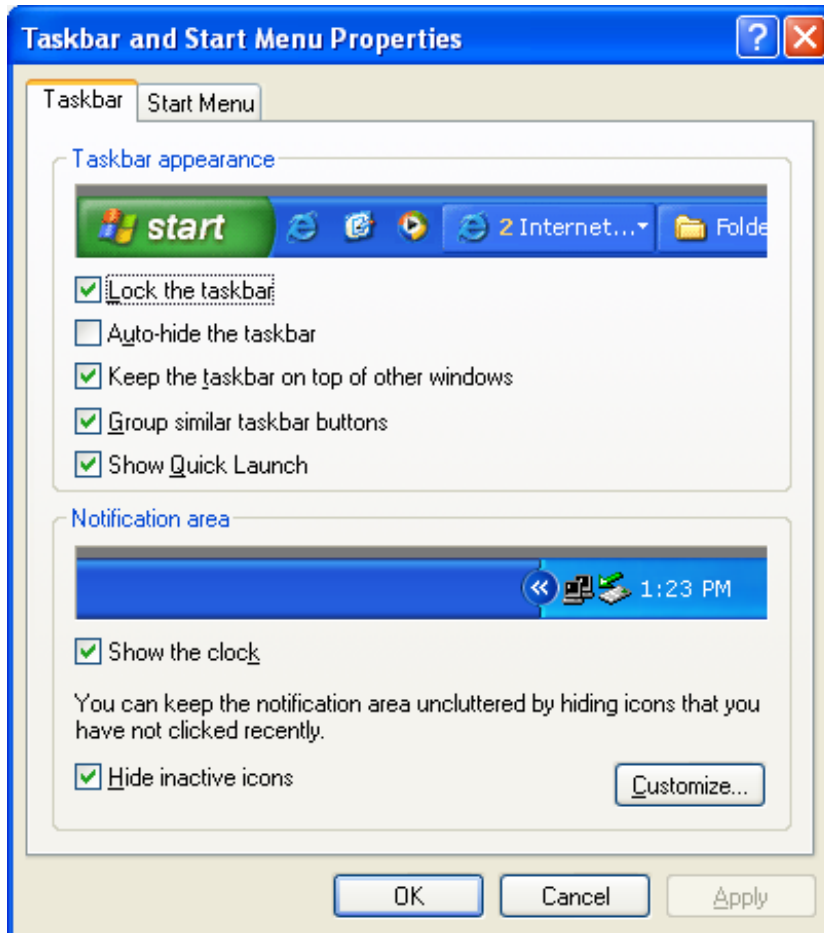 Taskbar and Start Menu Properties
Taskbar
Start Menu
Taskbar appearance
start
2 Internet...
Folde
Lock the taskbar
Auto-hide the taskbar
Keep the taskbar on top of other windows
Group similar taskbar buttons
Show Quick Launch
Notification area
1:23 PM
Show the clock
You can keep the notification area uncluttered by hiding icons that you
have not clicked recently.
Hide inactive icons
Customize...
OK
Cancel
Apply